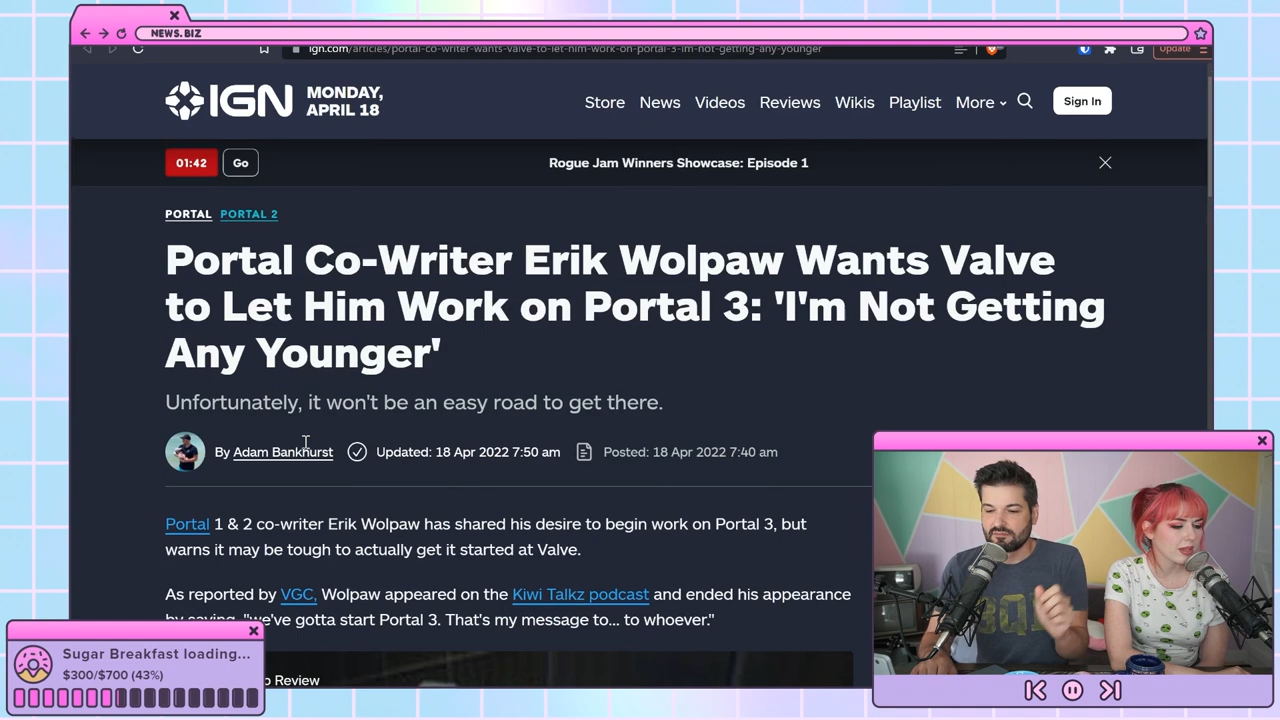 NEWS.BIZ
ign.com/articles/portal-co-writer-wants-valve-to-let-him-work-on-portal-3-im-not-getting-any-younger
Update
IGN
MONDAY,
APRIL 18
Store News Videos Reviews Wikis Playlist More
Sign In
01:42 Go Rogue Jam Winners Showcase: Episode 1
PORTAL PORTAL 2
Portal Co-Writer Erik Wolpaw Wants Valve
to Let Him Work on Portal 3: 'I'm Not Getting
Any Younger'
Unfortunately, it won't be an easy road to get there.
By Adam Bankhurst Updated: 18 Apr 2022 7:50 am Posted: 18 Apr 2022 7:40 am
Portal 1 & 2 co-writer Erik Wolpaw has shared his desire to begin work on Portal 3, but
warns it may be tough to actually get it started at Valve.
As reported by VGC, Wolpaw appeared on the Kiwi Talkz podcast and ended his appearance
by saying, "we've gotta start Portal 3. That's my message to... to whoever."
Review
Sugar Breakfast loading...
$300/$700 (43%)